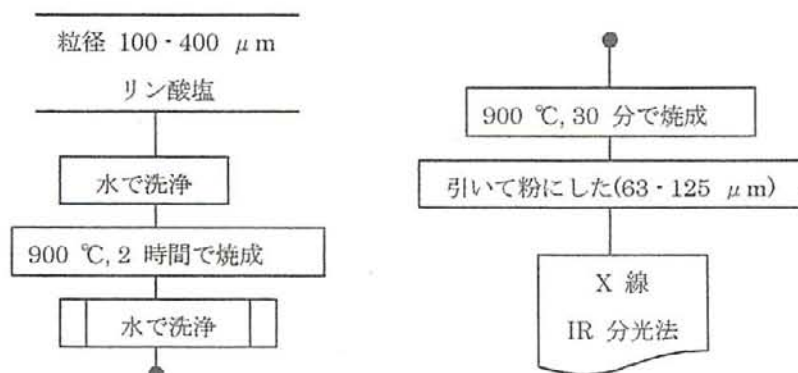 粒径 100・400 μm
リン酸塩
水で洗浄
900 ℃, 2 時間で焼成
水で洗浄
900 ℃, 30 分で焼成
引いて粉にした(63・125 μm)
X 線
IR 分光法